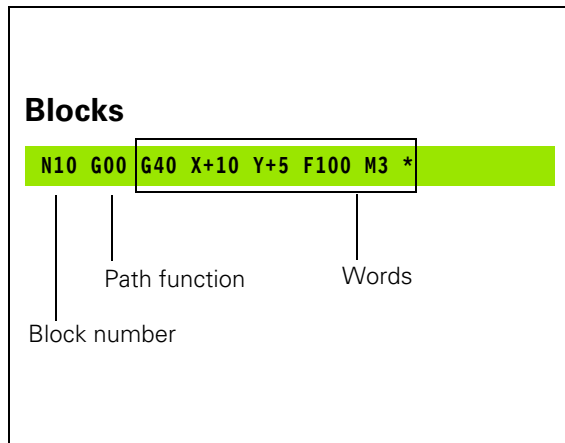 Blocks
N10 G00 G40 X+10 Y+5 F100 M3 *
Path function Words
Block number